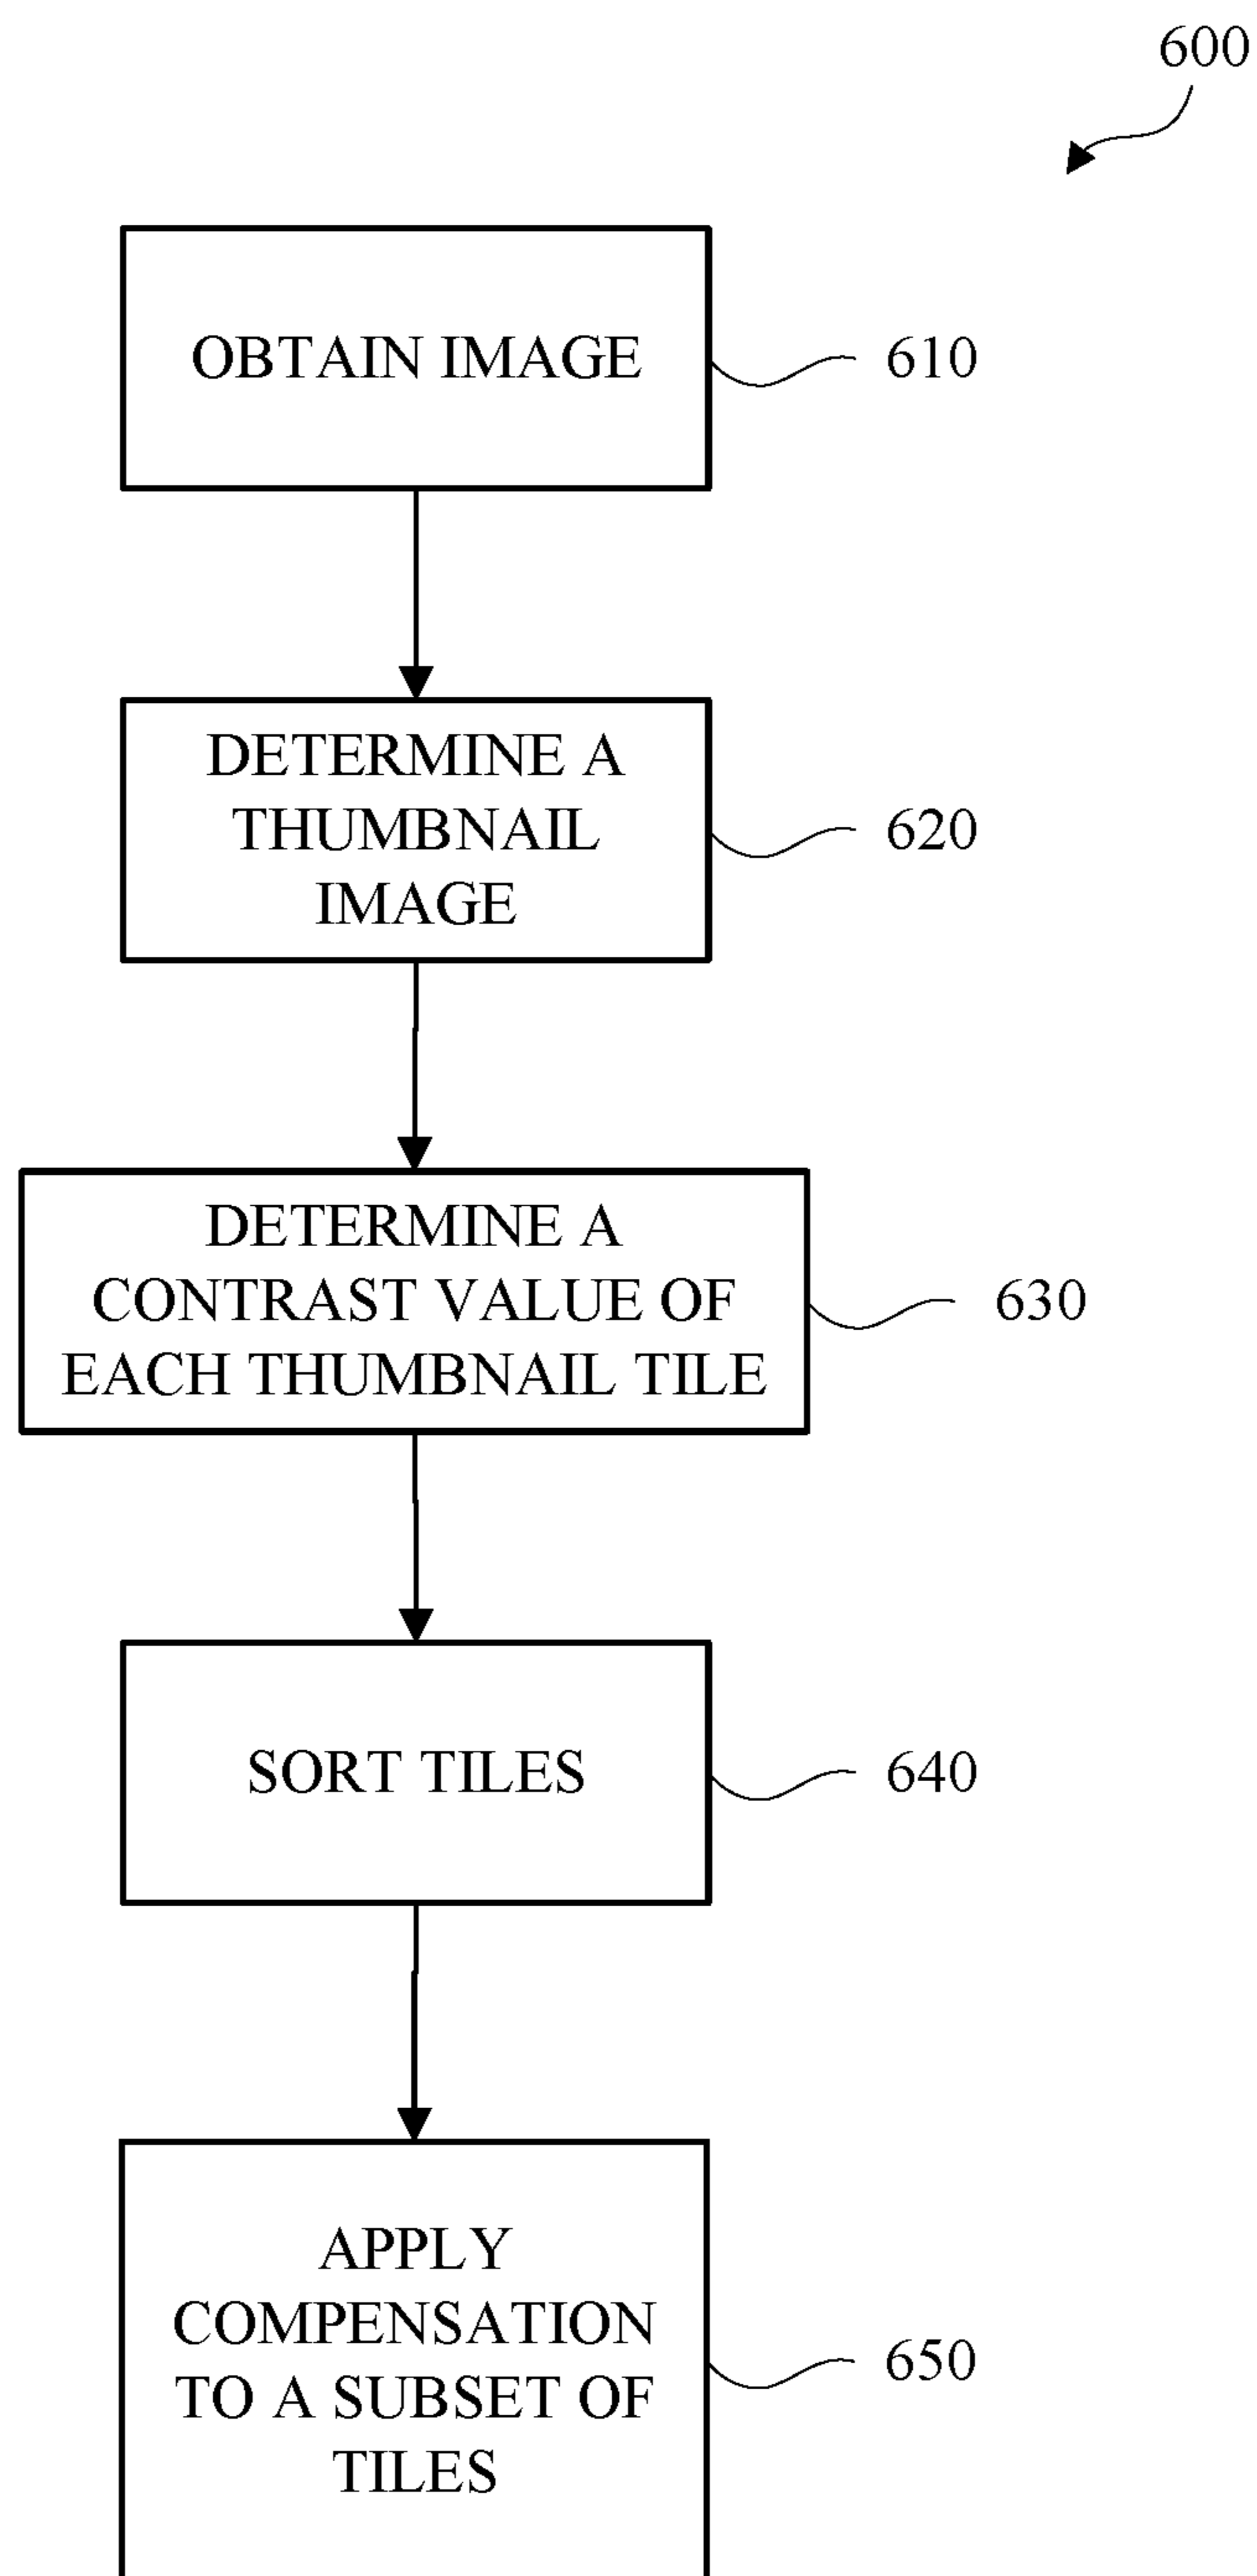 600
OBTAIN IMAGE
610
DETERMINE A
THUMBNAIL
IMAGE
620
DETERMINE A
CONTRAST VALUE OF
EACH THUMBNAIL TILE
630
SORT TILES
640
APPLY
COMPENSATION
TO A SUBSET OF
TILES
650